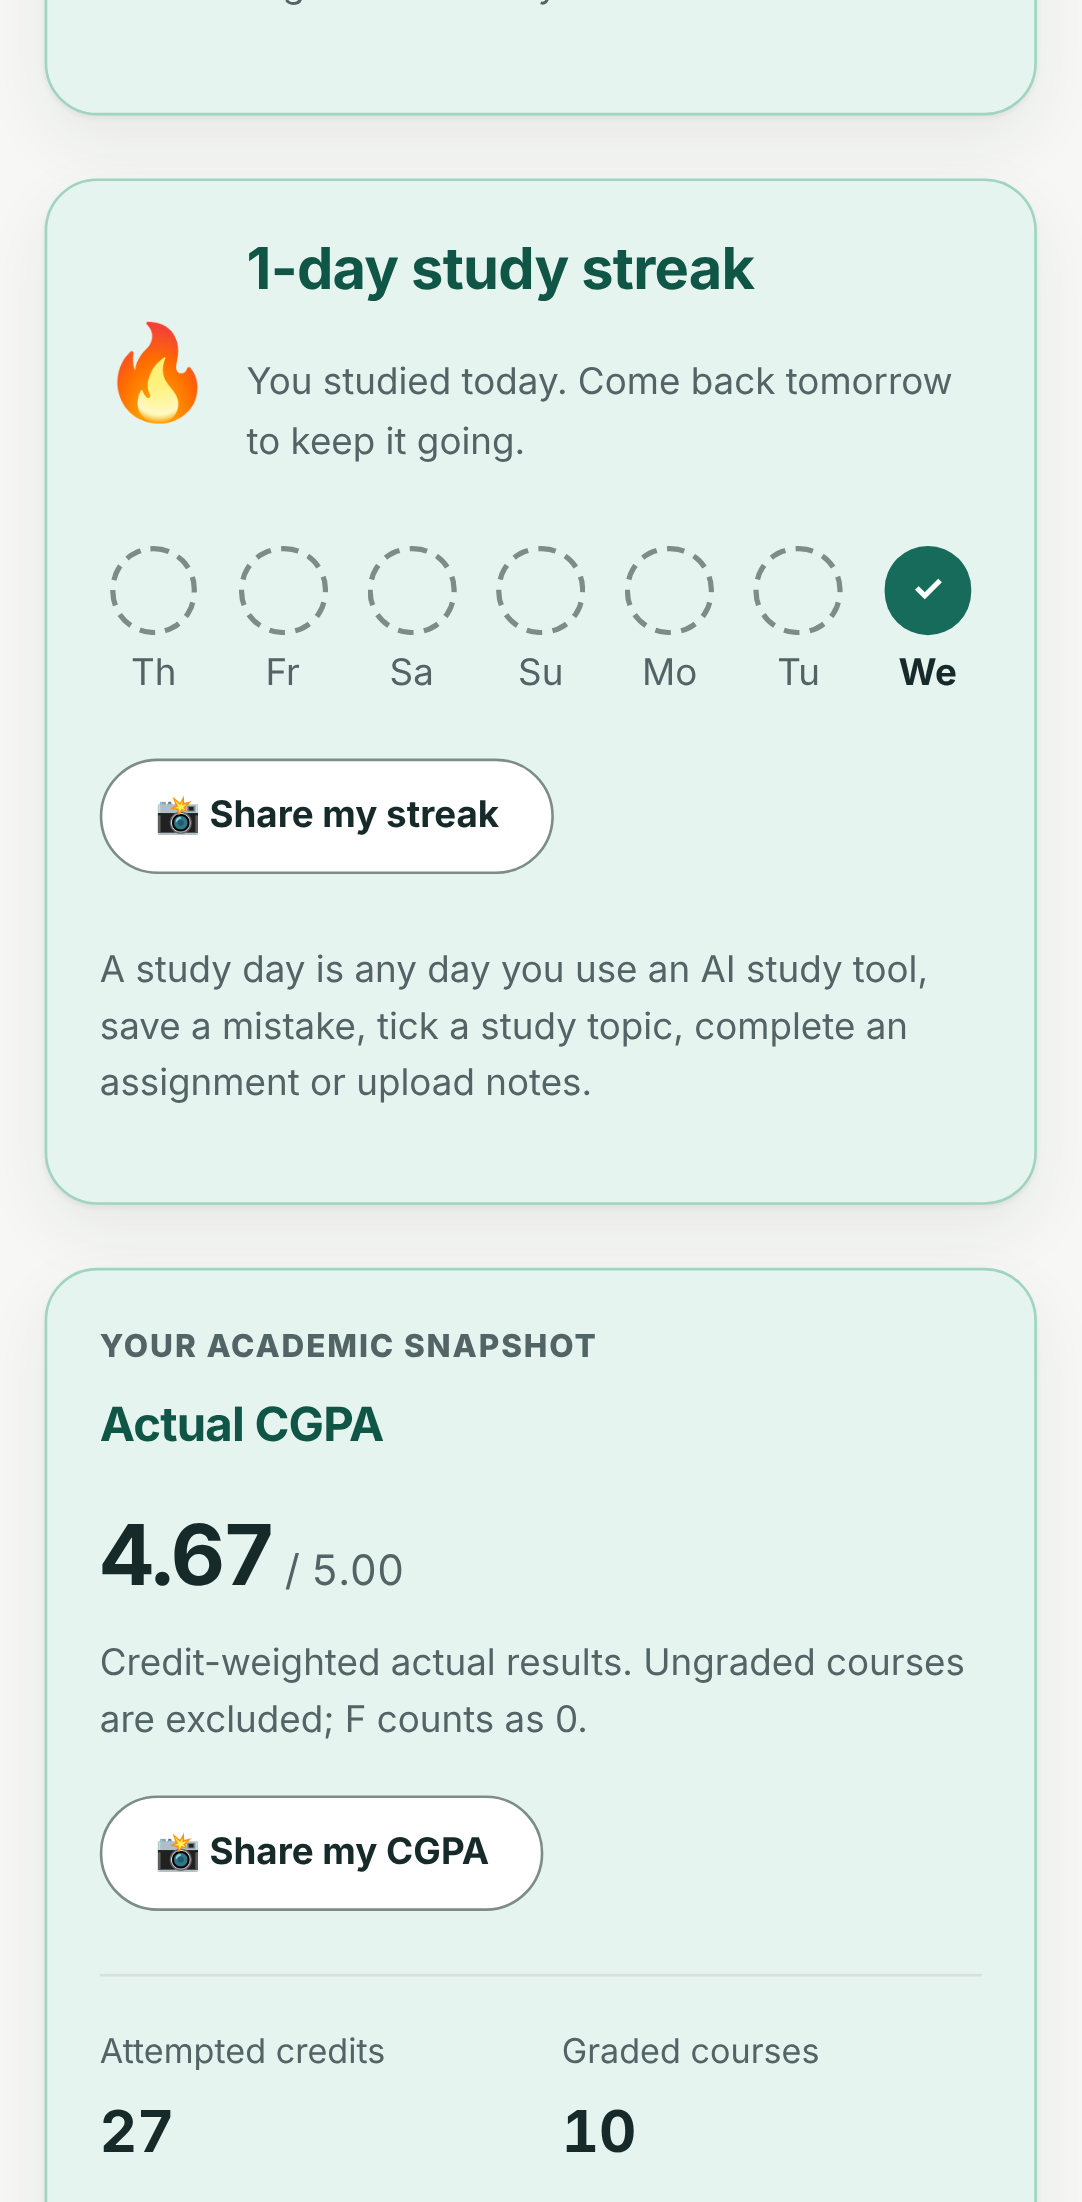 1-day study streak
You studied today. Come back tomorrow
to keep it going.
Th Fr Sa Su Mo Tu We
Share my streak
A study day is any day you use an AI study tool,
save a mistake, tick a study topic, complete an
assignment or upload notes.
YOUR ACADEMIC SNAPSHOT
Actual CGPA
4.67 / 5.00
Credit-weighted actual results. Ungraded courses
are excluded; F counts as 0.
Share my CGPA
Attempted credits Graded courses
27 10